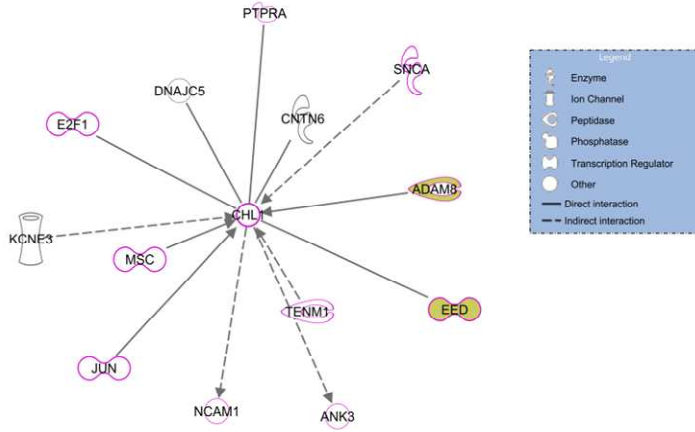 PTPRA
SNCA
DNAJC5
CNTN6
E2F1
ADAM8
CHL1
KCNE3
MSC
TENM1
EED
JUN
NCAM1
ANK3
Legend
Enzyme
Ion Channel
Peptidase
Phosphatase
Transcription Regulator
Other
Direct interaction
Indirect interaction